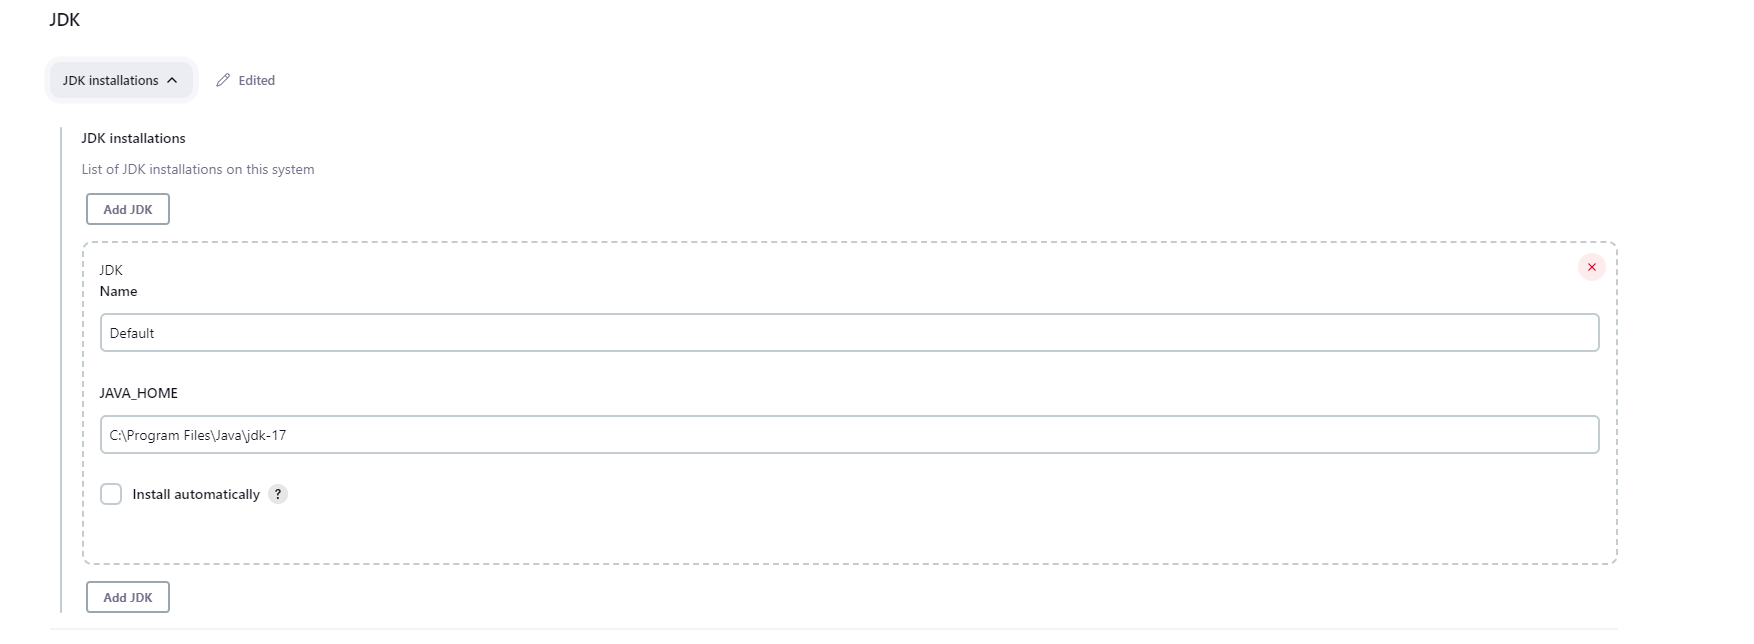 JDK
JDK installations Edited
JDK installations
List of JDK installations on this system
Add JDK
JDK
Name
Default
JAVA_HOME
C:\Program Files\Java\jdk-17
Install automatically ?
Add JDK